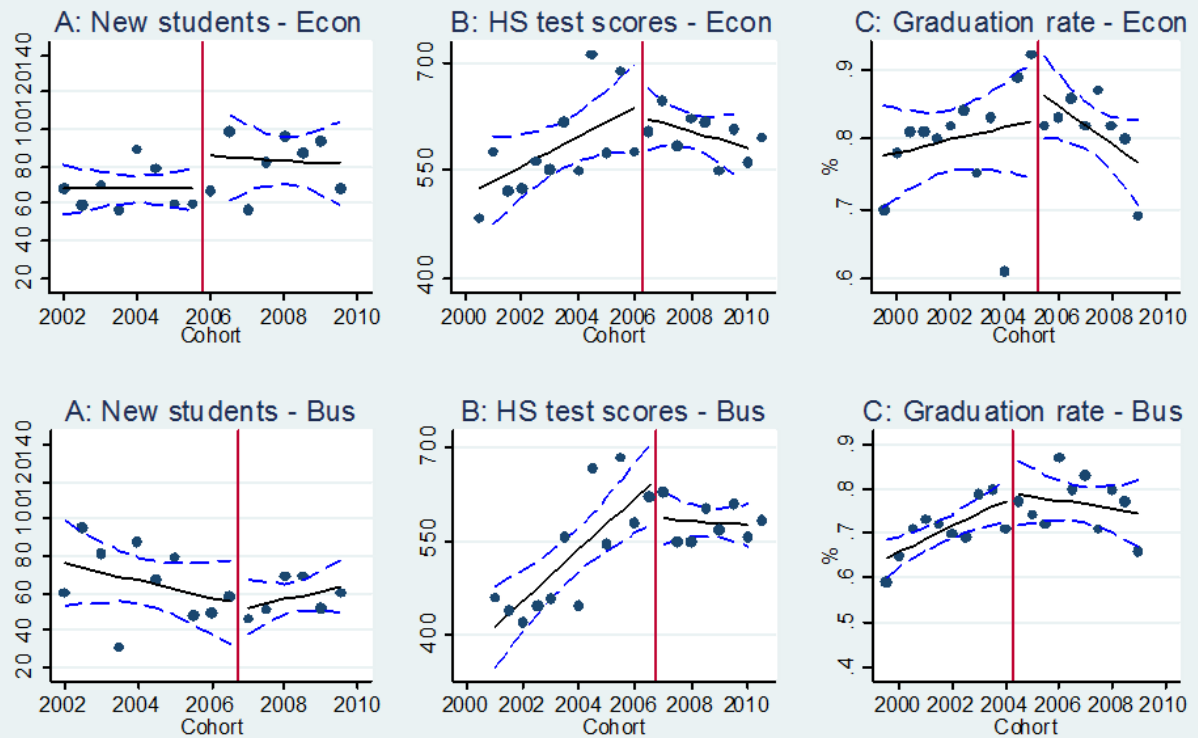 A: New students - Econ
20 40 60 80 100 120 140
2002 2004 2006 2008 2010
Cohort
B: HS test scores - Econ
400 550 700
2000 2002 2004 2006 2008 2010
Cohort
C: Graduation rate - Econ
%
.6 .7 .8 .9
2000 2002 2004 2006 2008 2010
Cohort
A: New students - Bus
20 40 60 80 100 120 140
2002 2004 2006 2008 2010
Cohort
B: HS test scores - Bus
400 550 700
2000 2002 2004 2006 2008 2010
Cohort
C: Graduation rate - Bus
%
.4 .5 .6 .7 .8 .9
2000 2002 2004 2006 2008 2010
Cohort